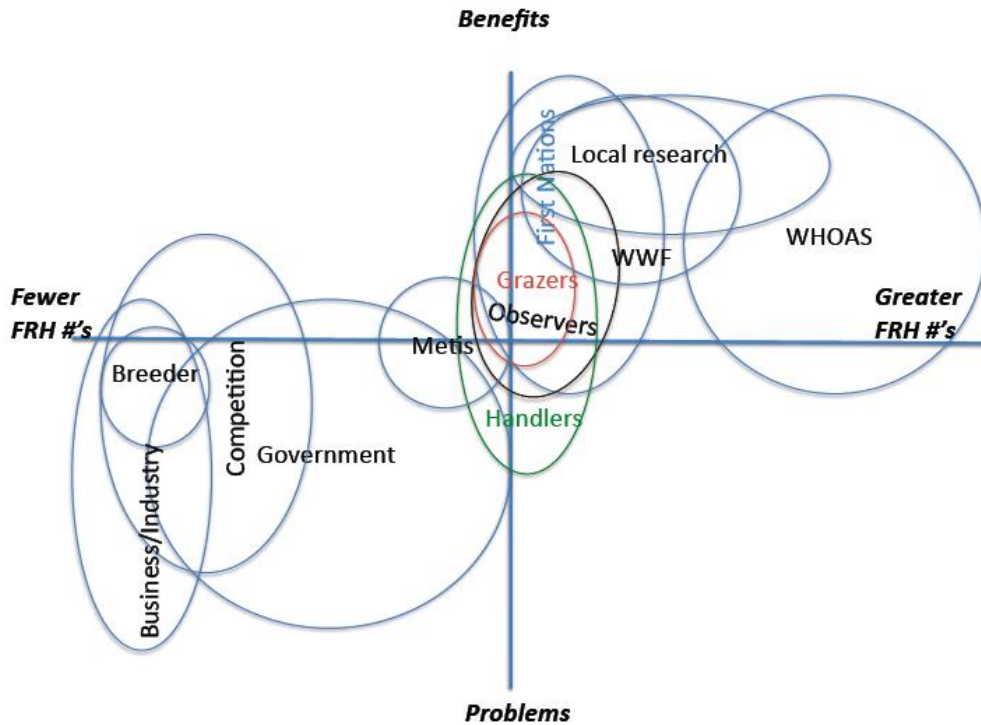 Benefits
First Nations
Local research
WHOAS
WWF
Grazers
Fewer
FRH #'s
Greater
FRH #'s
Observers
Metis
Breeder
Competition
Handlers
Government
Business/Industry
Problems